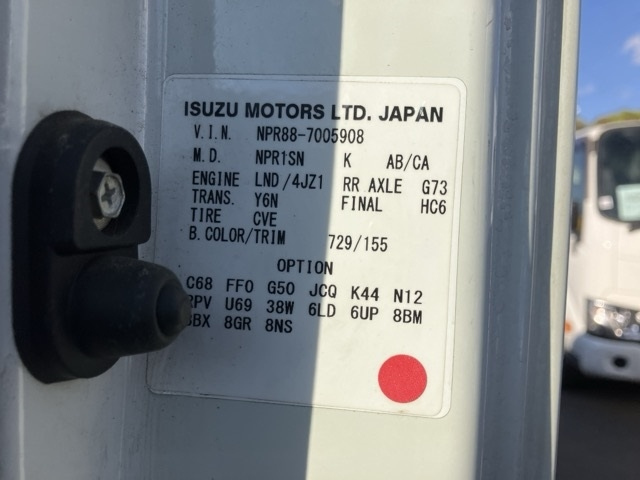 ISUZU MOTORS LTD. JAPAN
V.I.N. NPR88-7005908
M.D. NPR1SN K AB/CA
ENGINE LND/4JZ1 RR AXLE G73
TRANS. Y6N FINAL HC6
TIRE CVE
B.COLOR/TRIM 729/155
OPTION
C68 FF0 G50 JCQ K44 N12
U69 38W 6LD 6UP 8BM
8GR 8NS